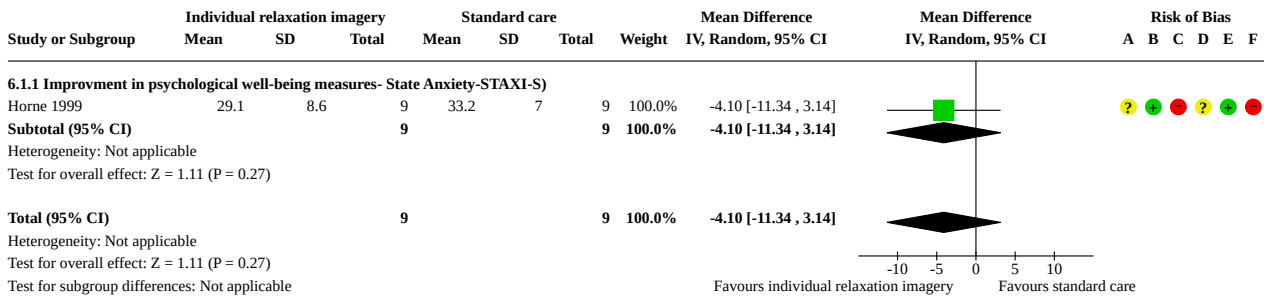 Individual relaxation imagery Standard care Mean Difference Mean Difference Risk of Bias
Study or Subgroup Mean SD Total Mean SD Total Weight IV, Random, 95% CI IV, Random, 95% CI A B C D E F
6.1.1 Improvment in psychological well-being measures- State Anxiety-STAXI-S)
Horne 1999 29.1 8.6 9 33.2 7 9 100.0% -4.10 [-11.34 , 3.14] ? + − ? + −
Subtotal (95% CI) 9 9 100.0% -4.10 [-11.34 , 3.14]
Heterogeneity: Not applicable
Test for overall effect: Z = 1.11 (P = 0.27)
Total (95% CI) 9 9 100.0% -4.10 [-11.34 , 3.14]
Heterogeneity: Not applicable
Test for overall effect: Z = 1.11 (P = 0.27)
-10 -5 0 5 10
Test for subgroup differences: Not applicable Favours individual relaxation imagery Favours standard care